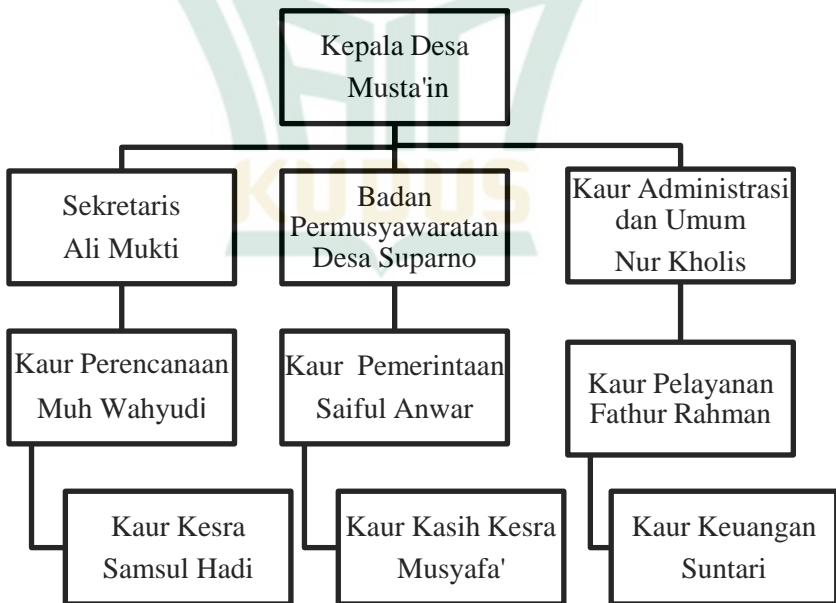 Kepala Desa
Musta'in
KUDUS
Sekretaris
Ali Mukti
Badan
Permusyawaratan
Desa Suparno
Kaur Administrasi
dan Umum
Nur Kholis
Kaur Perencanaan
Muh Wahyudi
Kaur Pemerintaan
Saiful Anwar
Kaur Pelayanan
Fathur Rahman
Kaur Kesra
Samsul Hadi
Kaur Kasih Kesra
Musyafa'
Kaur Keuangan
Suntari